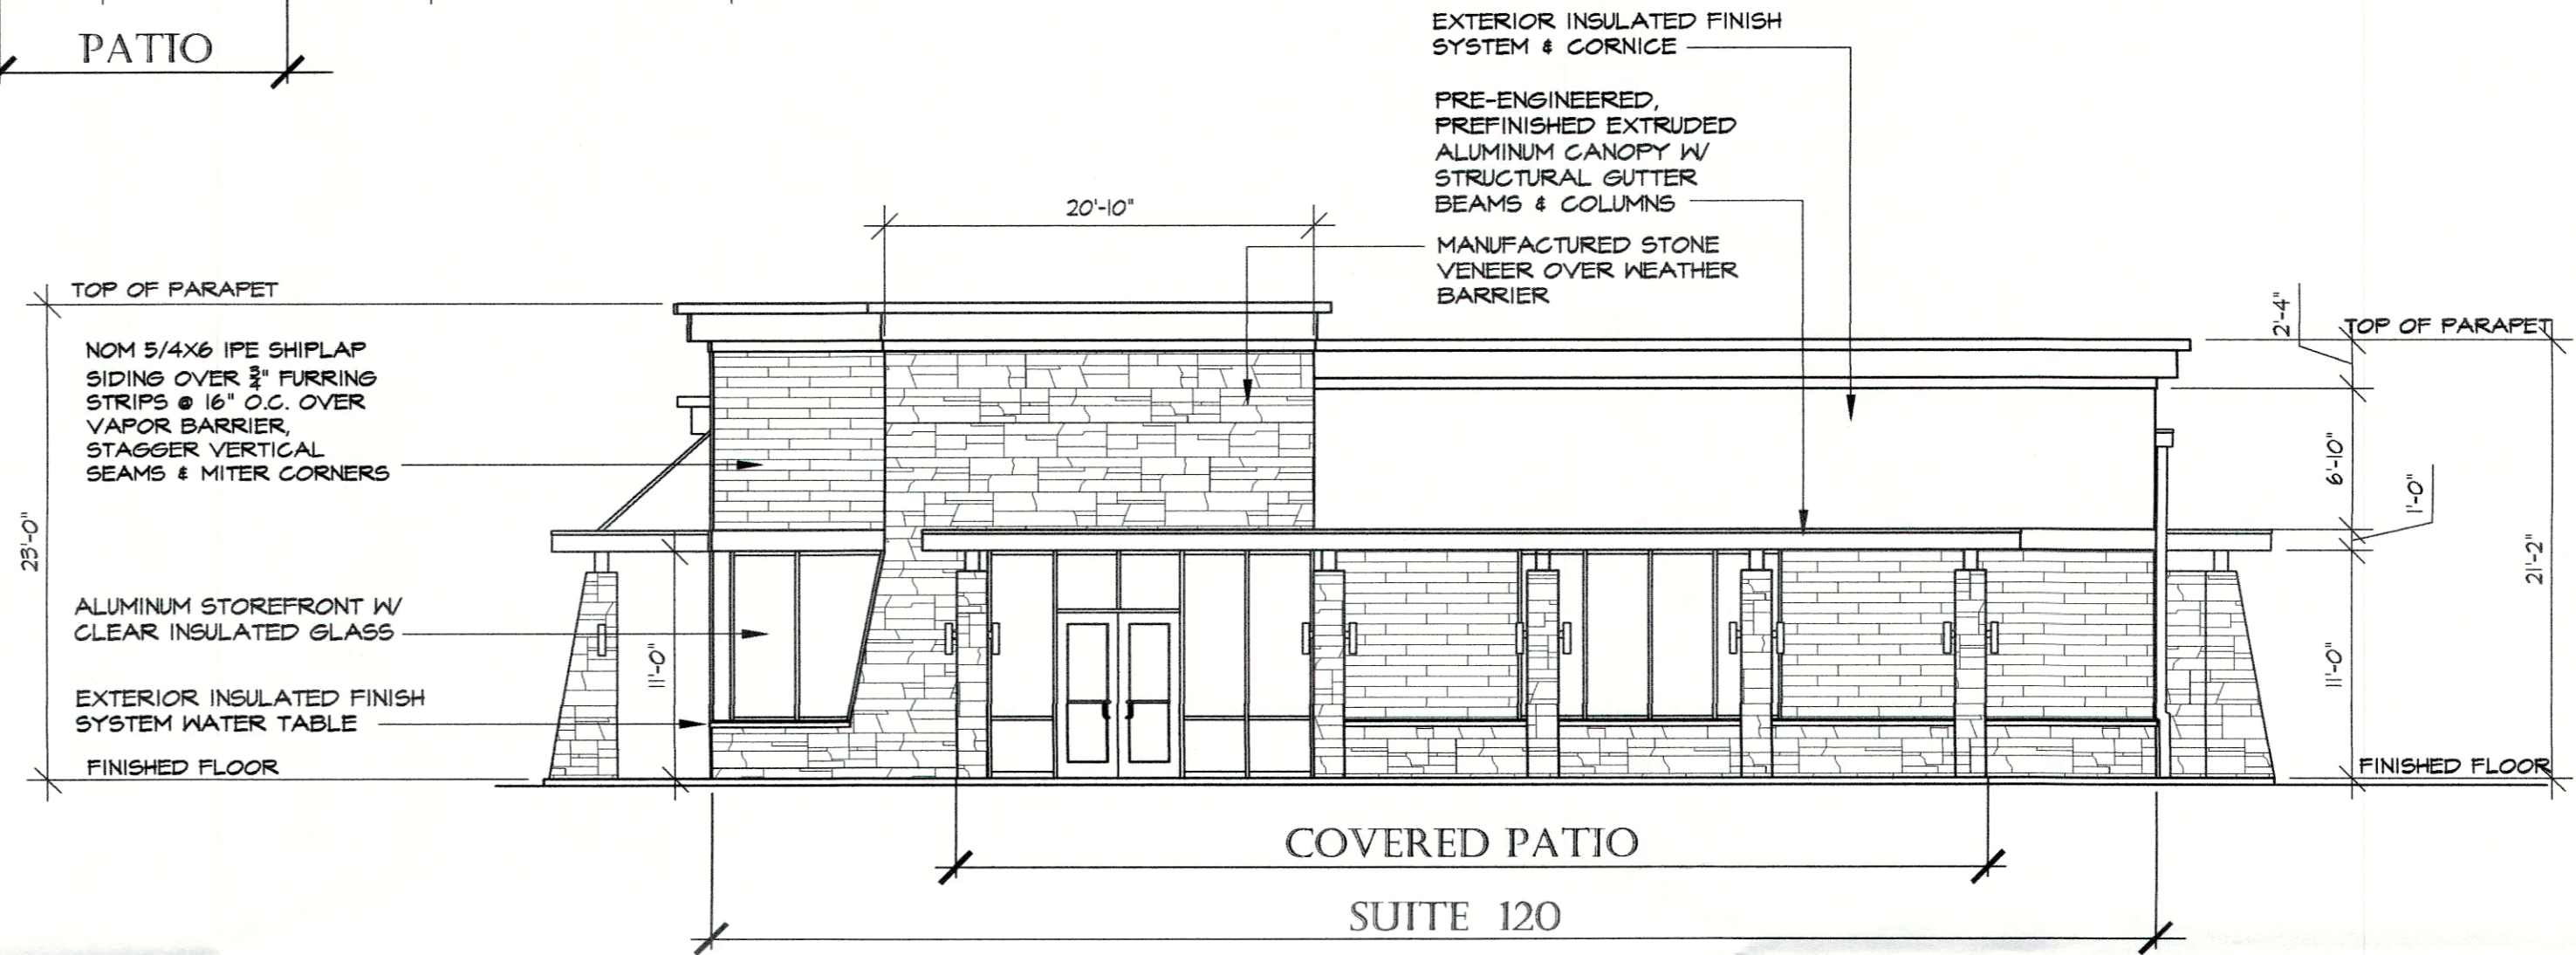 PATIO
EXTERIOR INSULATED FINISH
SYSTEM & CORNICE
PRE-ENGINEERED,
PREFINISHED EXTRUDED
ALUMINUM CANOPY W/
STRUCTURAL GUTTER
BEAMS & COLUMNS
MANUFACTURED STONE
VENEER OVER WEATHER
BARRIER
20'-10"
TOP OF PARAPET
NOM 5/4X6 IPE SHIPLAP
SIDING OVER 3/4" FURRING
STRIPS @ 16" O.C. OVER
VAPOR BARRIER,
STAGGER VERTICAL
SEAMS & MITER CORNERS
23'-0"
ALUMINUM STOREFRONT W/
CLEAR INSULATED GLASS
11'-0"
EXTERIOR INSULATED FINISH
SYSTEM WATER TABLE
FINISHED FLOOR
2'-4"
TOP OF PARAPET
6'-10"
1'-0"
21'-2"
11'-0"
FINISHED FLOOR
COVERED PATIO
SUITE 120